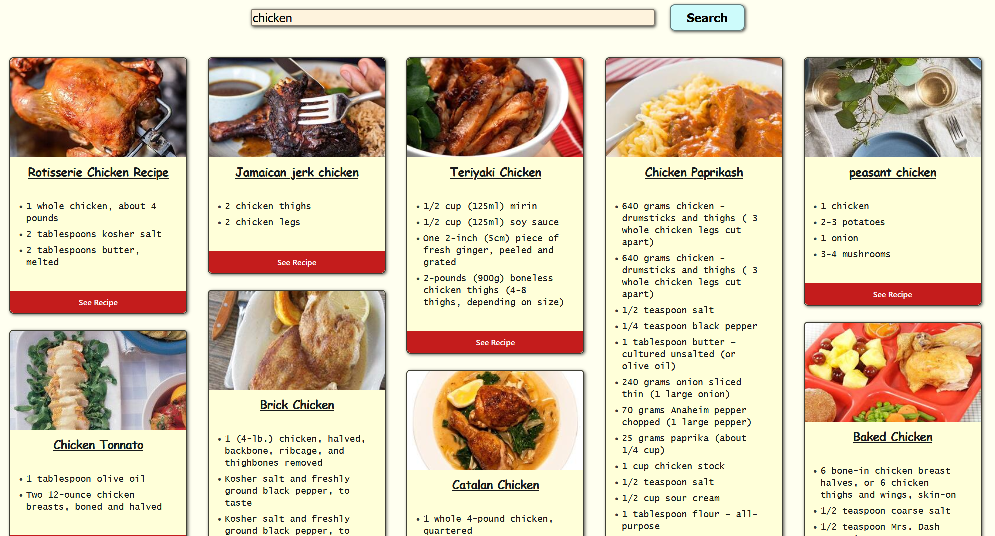 chicken
Search
Rotisserie Chicken Recipe
1 whole chicken, about 4
pounds
2 tablespoons kosher salt
2 tablespoons butter,
melted
See Recipe
Chicken Tonnato
1 tablespoon olive oil
Two 12-ounce chicken
breasts, boned and halved
Jamaican jerk chicken
2 chicken thighs
2 chicken legs
See Recipe
Brick Chicken
1 (4-lb.) chicken, halved,
backbone, ribcage, and
thighbones removed
Kosher salt and freshly
ground black pepper, to
taste
Kosher salt and freshly
ground black pepper, to
Teriyaki Chicken
1/2 cup (125ml) mirin
1/2 cup (125ml) soy sauce
One 2-inch (5cm) piece of
fresh ginger, peeled and
grated
2-pounds (900g) boneless
chicken thighs (4-8
thighs, depending on size)
See Recipe
Catalan Chicken
1 whole 4-pound chicken,
quartered
Chicken Paprikash
640 grams chicken -
drumsticks and thighs ( 3
whole chicken legs cut
apart)
640 grams chicken -
drumsticks and thighs ( 3
whole chicken legs cut
apart)
1/2 teaspoon salt
1/4 teaspoon black pepper
1 tablespoon butter –
cultured unsalted (or
olive oil)
240 grams onion sliced
thin (1 large onion)
70 grams Anaheim pepper
chopped (1 large pepper)
25 grams paprika (about
1/4 cup)
1 cup chicken stock
1/2 teaspoon salt
1/2 cup sour cream
1 tablespoon flour – all-
purpose
peasant chicken
1 chicken
2-3 potatoes
1 onion
3-4 mushrooms
See Recipe
Baked Chicken
6 bone-in chicken breast
halves, or 6 chicken
thighs and wings, skin-on
1/2 teaspoon coarse salt
1/2 teaspoon Mrs. Dash